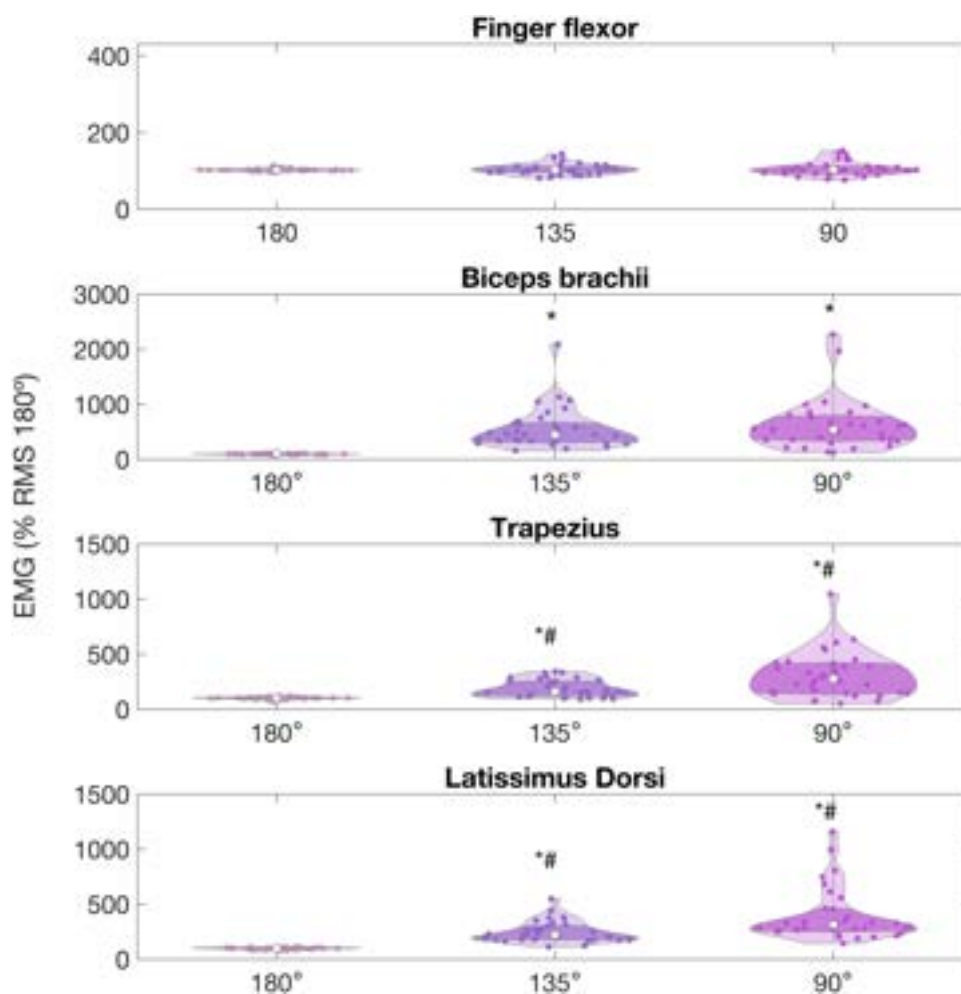 Finger flexor
400
200
0
180 135 90
Biceps brachii
3000
*
*
2000
1000
0
180° 135° 90°
EMG (% RMS 180º)
Trapezius
1500
*#
1000
*#
500
0
180° 135° 90°
Latissimus Dorsi
1500
*#
1000
*#
500
0
180° 135° 90°